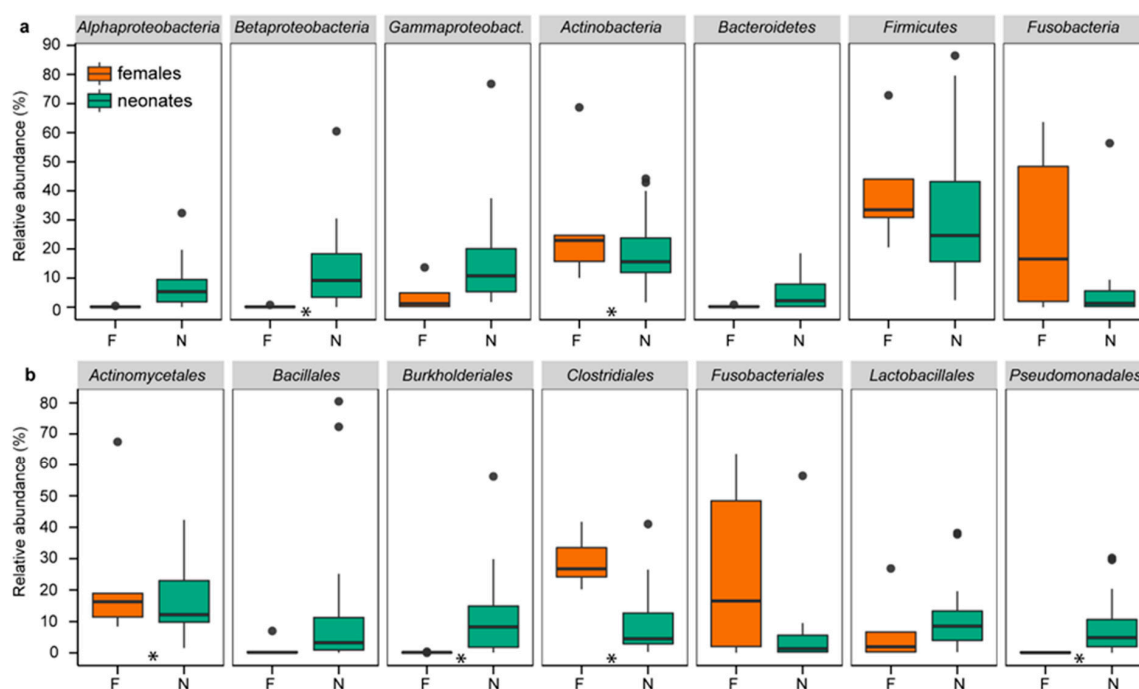 a
Alphaproteobacteria Betaproteobacteria Gammaproteobact. Actinobacteria Bacteroidetes Firmicutes Fusobacteria
Relative abundance (%)
90
80
70
60
50
40
30
20
10
0
females
neonates
* *
F N F N F N F N F N F N F N
b
Actinomycetales Bacillales Burkholderiales Clostridiales Fusobacteriales Lactobacillales Pseudomonadales
Relative abundance (%)
80
70
60
50
40
30
20
10
0
* * * *
F N F N F N F N F N F N F N